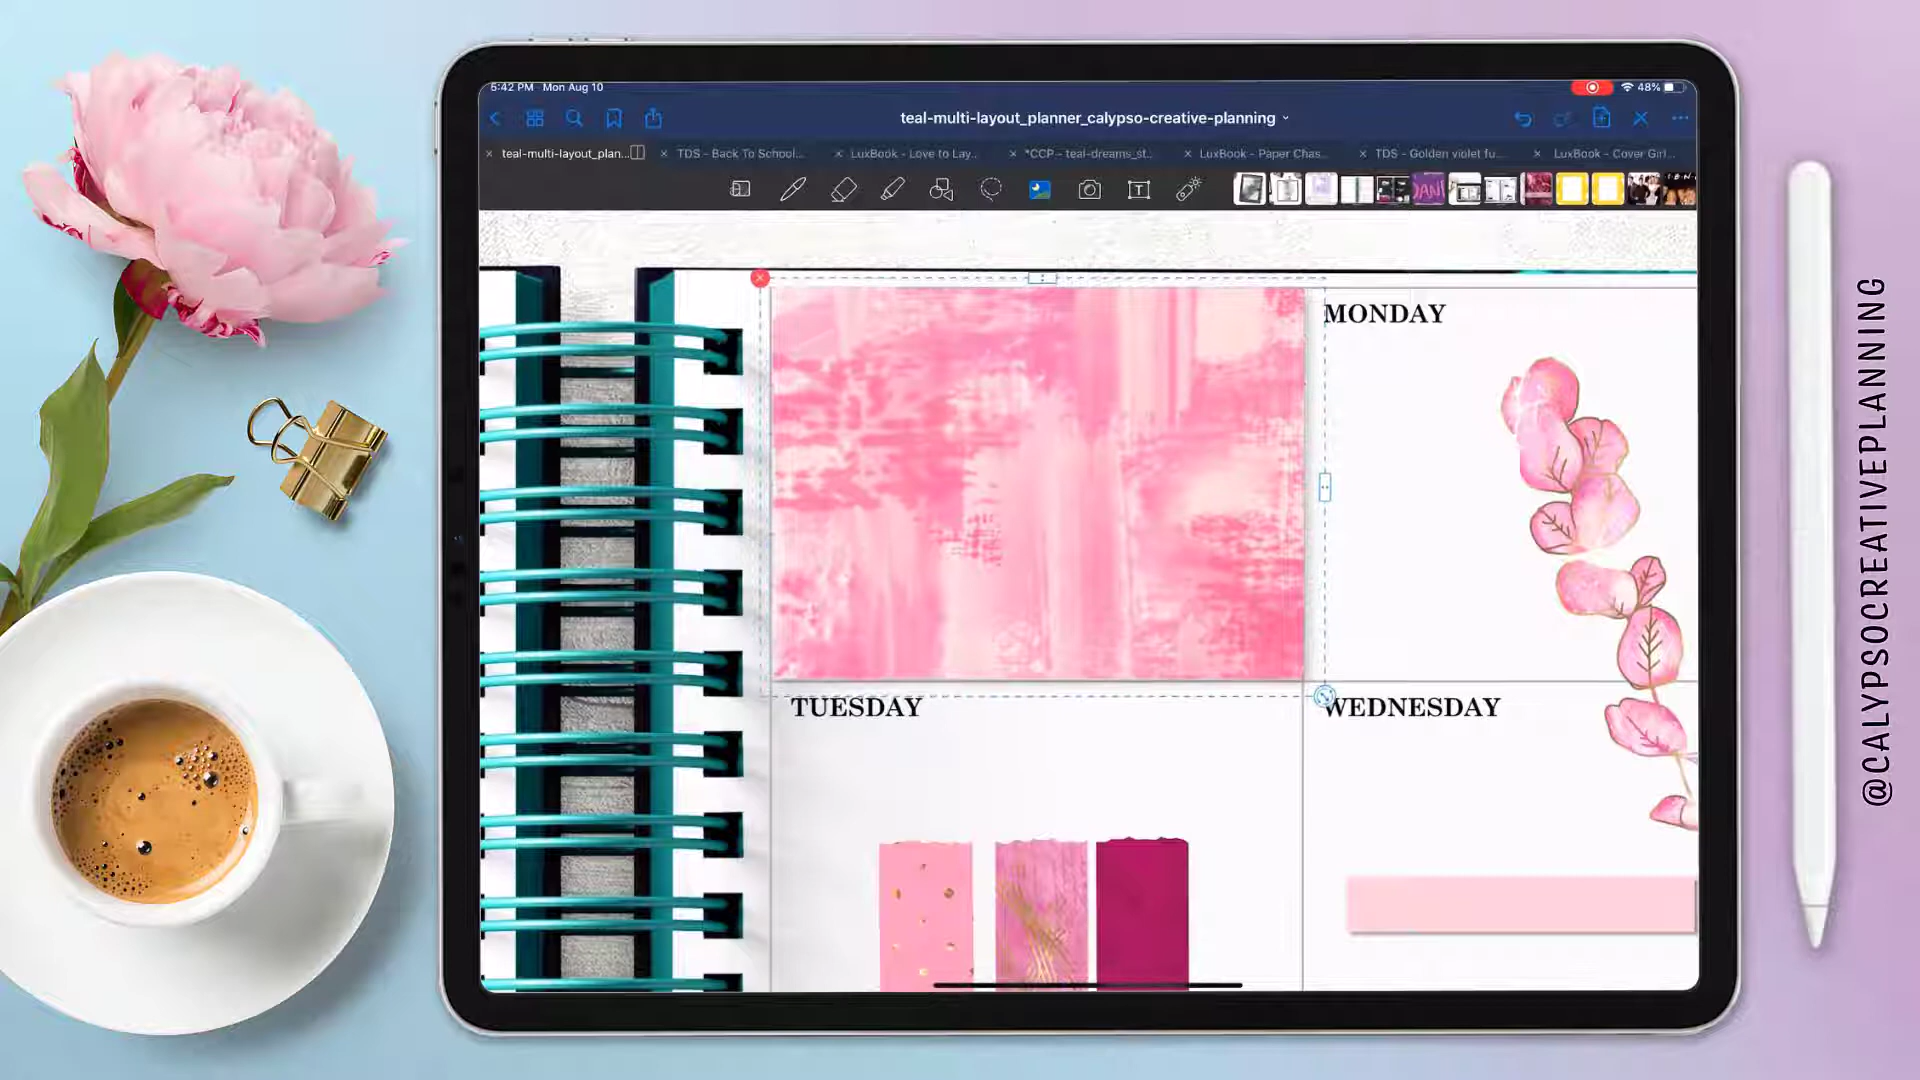 5:42 PM Mon Aug 10
48%
teal-multi-layout_planner_calypso-creative-planning
teal-multi-layout_plan...
TDS - Back To School...
LuxBook - Love to Lay...
*CCP - teal-dreams_st...
LuxBook - Paper Chas...
TDS - Golden violet fu...
LuxBook - Cover Girl...
MONDAY
TUESDAY
WEDNESDAY
@CALYPSOCREATIVEPLANNING